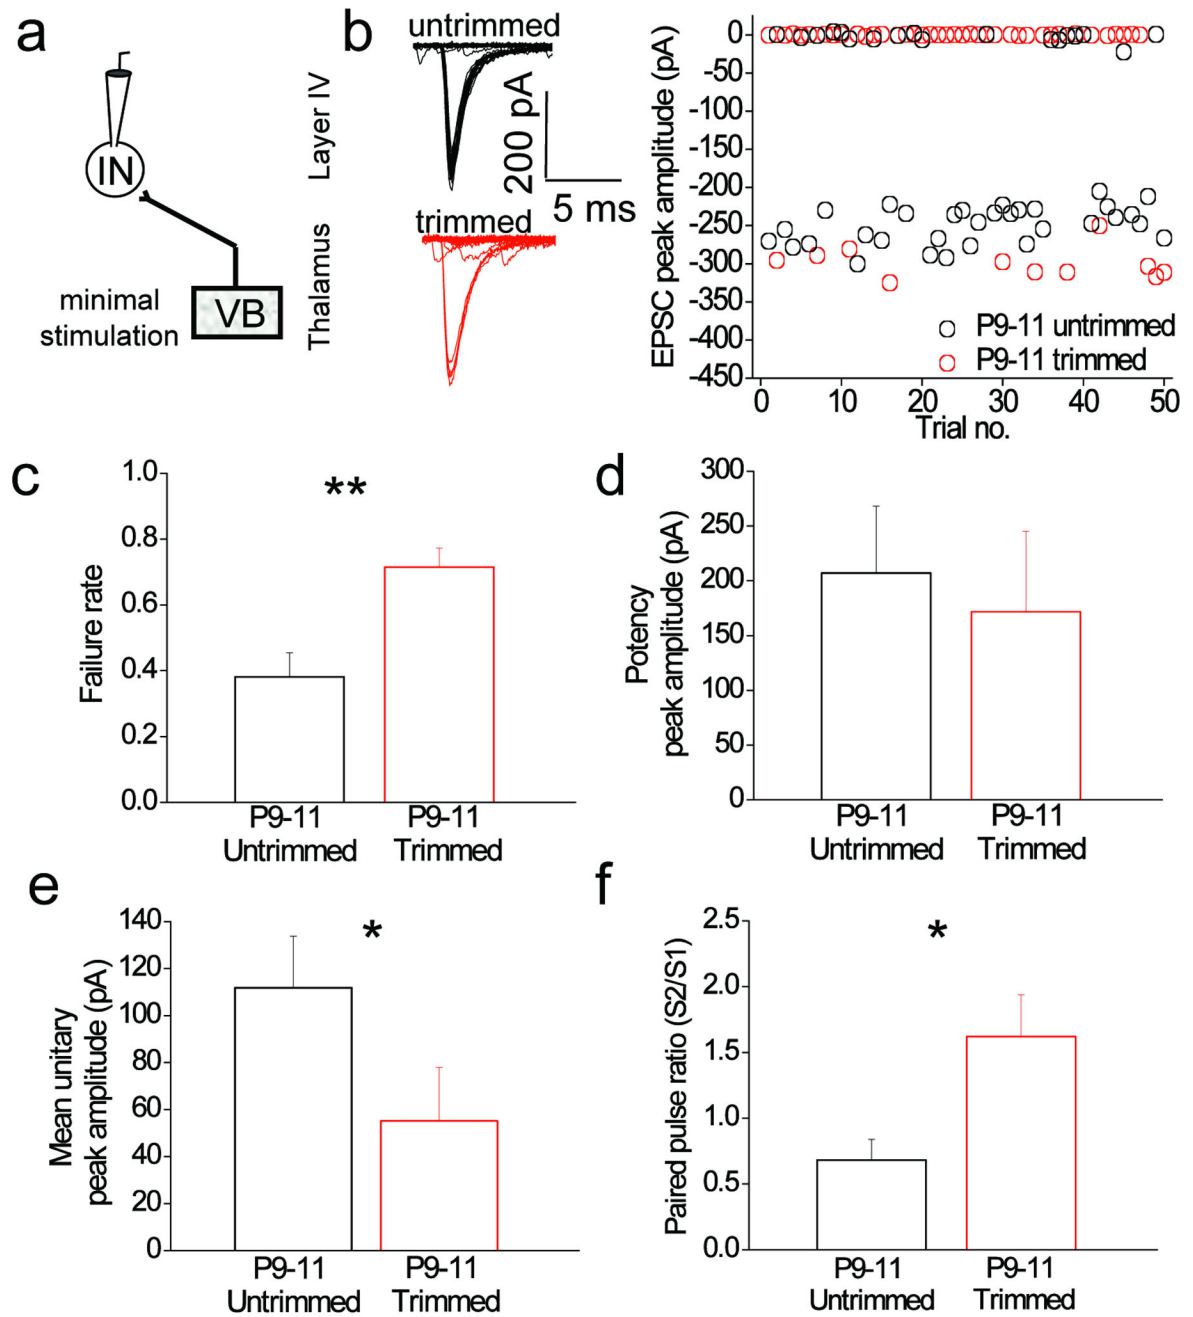 a
IN
VB
minimal
stimulation
Layer IV
Thalamus
b
untrimmed
200 pA
5 ms
trimmed
EPSC peak amplitude (pA)
0
-50
-100
-150
-200
-250
-300
-350
-400
-450
P9-11 untrimmed
P9-11 trimmed
0
10
20
30
40
50
Trial no.
c
**
Failure rate
1.0
0.8
0.6
0.4
0.2
0.0
P9-11
Untrimmed
P9-11
Trimmed
d
Potency
peak amplitude (pA)
300
250
200
150
100
50
0
P9-11
Untrimmed
P9-11
Trimmed
e
*
Mean unitary
peak amplitude (pA)
140
120
100
80
60
40
20
0
P9-11
Untrimmed
P9-11
Trimmed
f
*
Paired pulse ratio (S2/S1)
2.5
2.0
1.5
1.0
0.5
0.0
P9-11
Untrimmed
P9-11
Trimmed